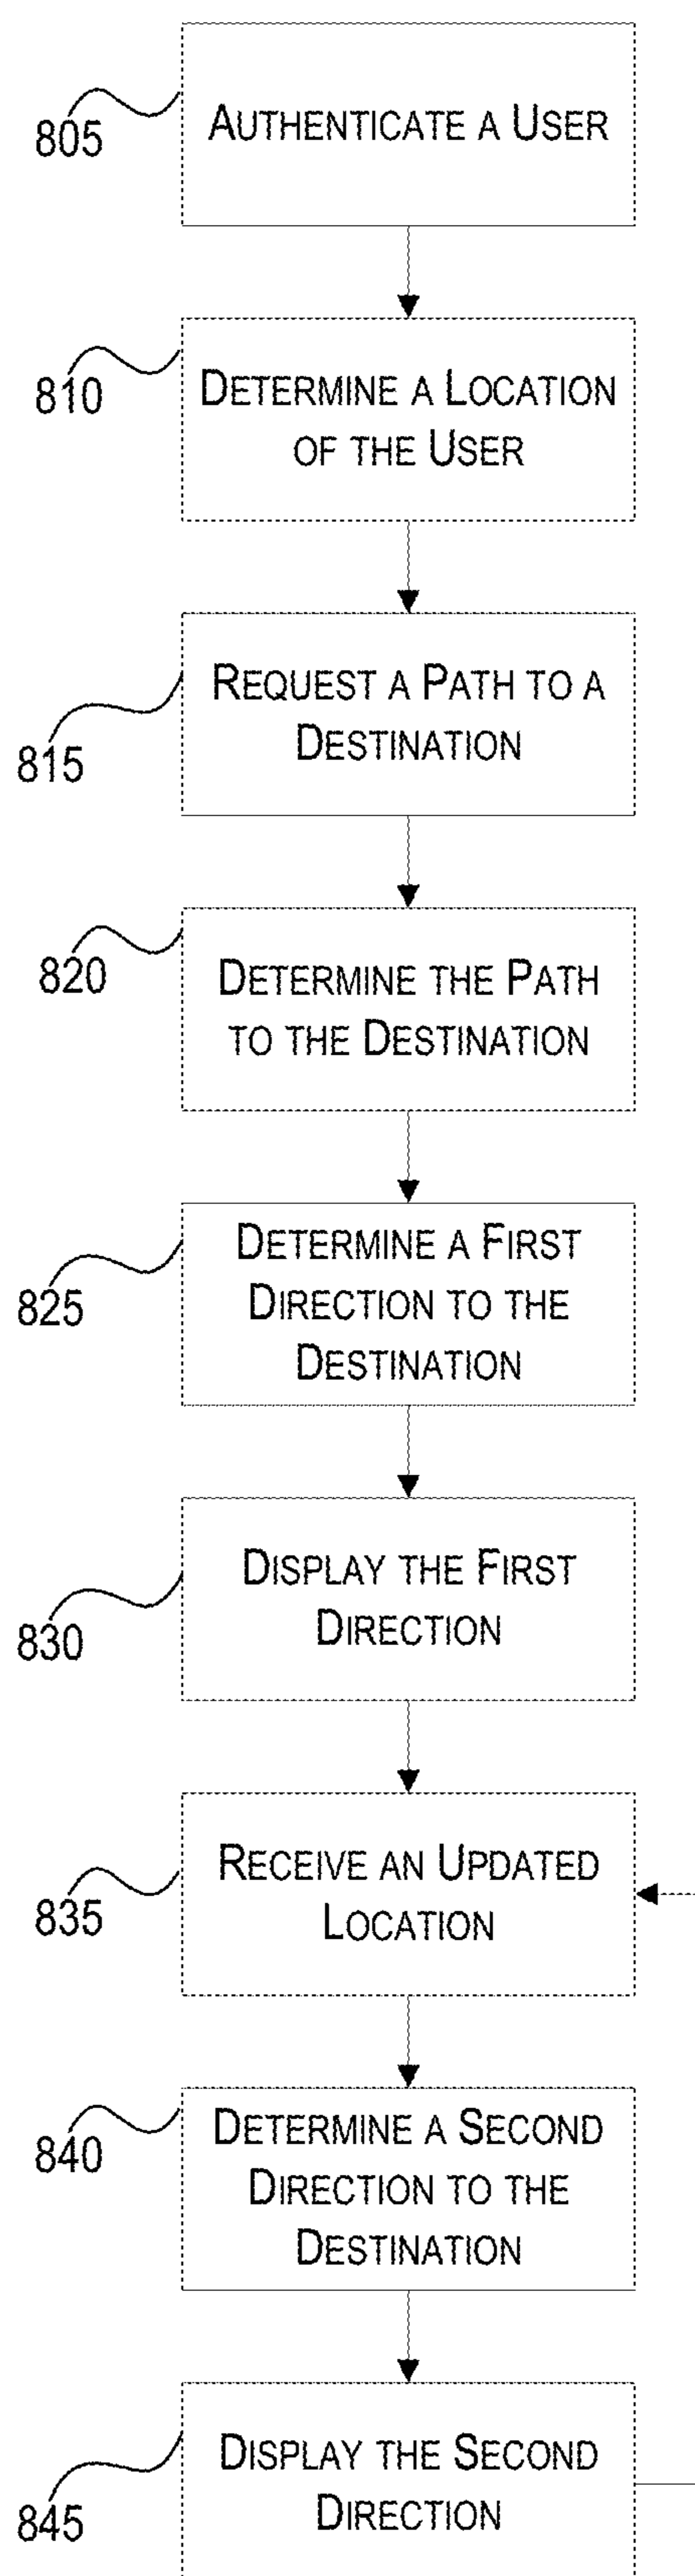 AUTHENTICATE A USER
805
DETERMINE A LOCATION
OF THE USER
810
REQUEST A PATH TO A
DESTINATION
815
DETERMINE THE PATH
TO THE DESTINATION
820
DETERMINE A FIRST
DIRECTION TO THE
DESTINATION
825
DISPLAY THE FIRST
DIRECTION
830
RECEIVE AN UPDATED
LOCATION
835
DETERMINE A SECOND
DIRECTION TO THE
DESTINATION
840
DISPLAY THE SECOND
DIRECTION
845